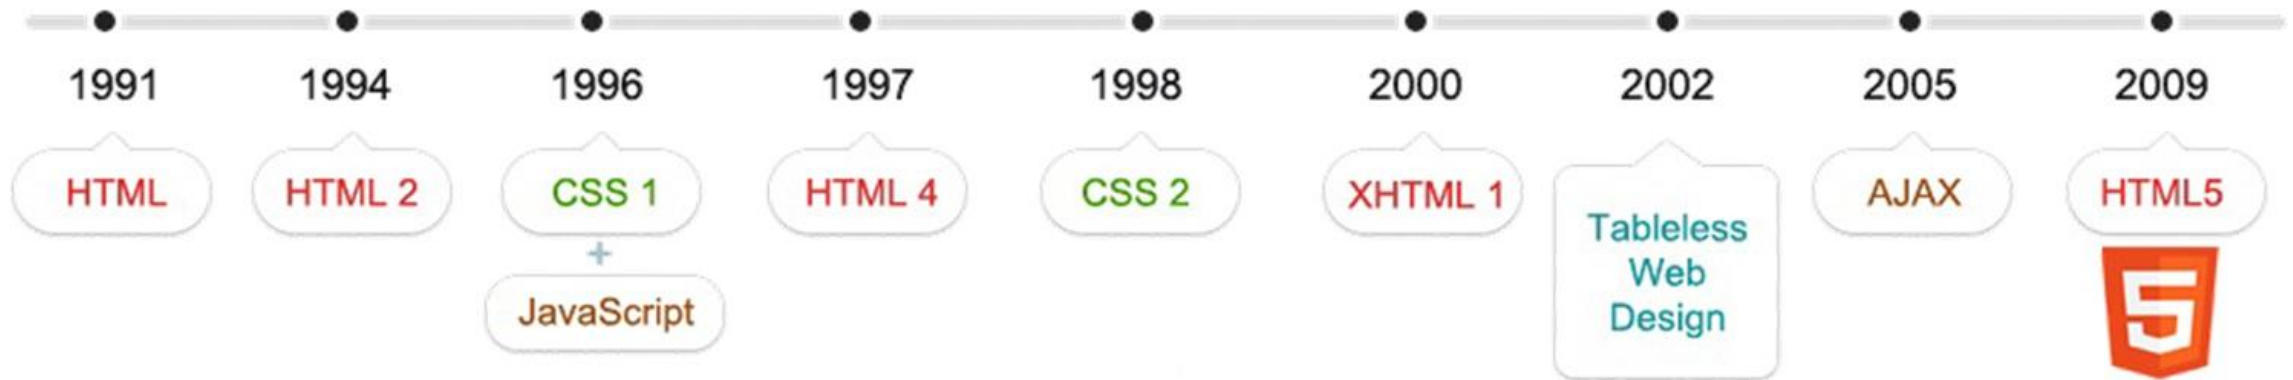 1991 1994 1996 1997 1998 2000 2002 2005 2009
HTML HTML 2 CSS 1 HTML 4 CSS 2 XHTML 1 AJAX HTML5
+
JavaScript
Tableless
Web
Design
5